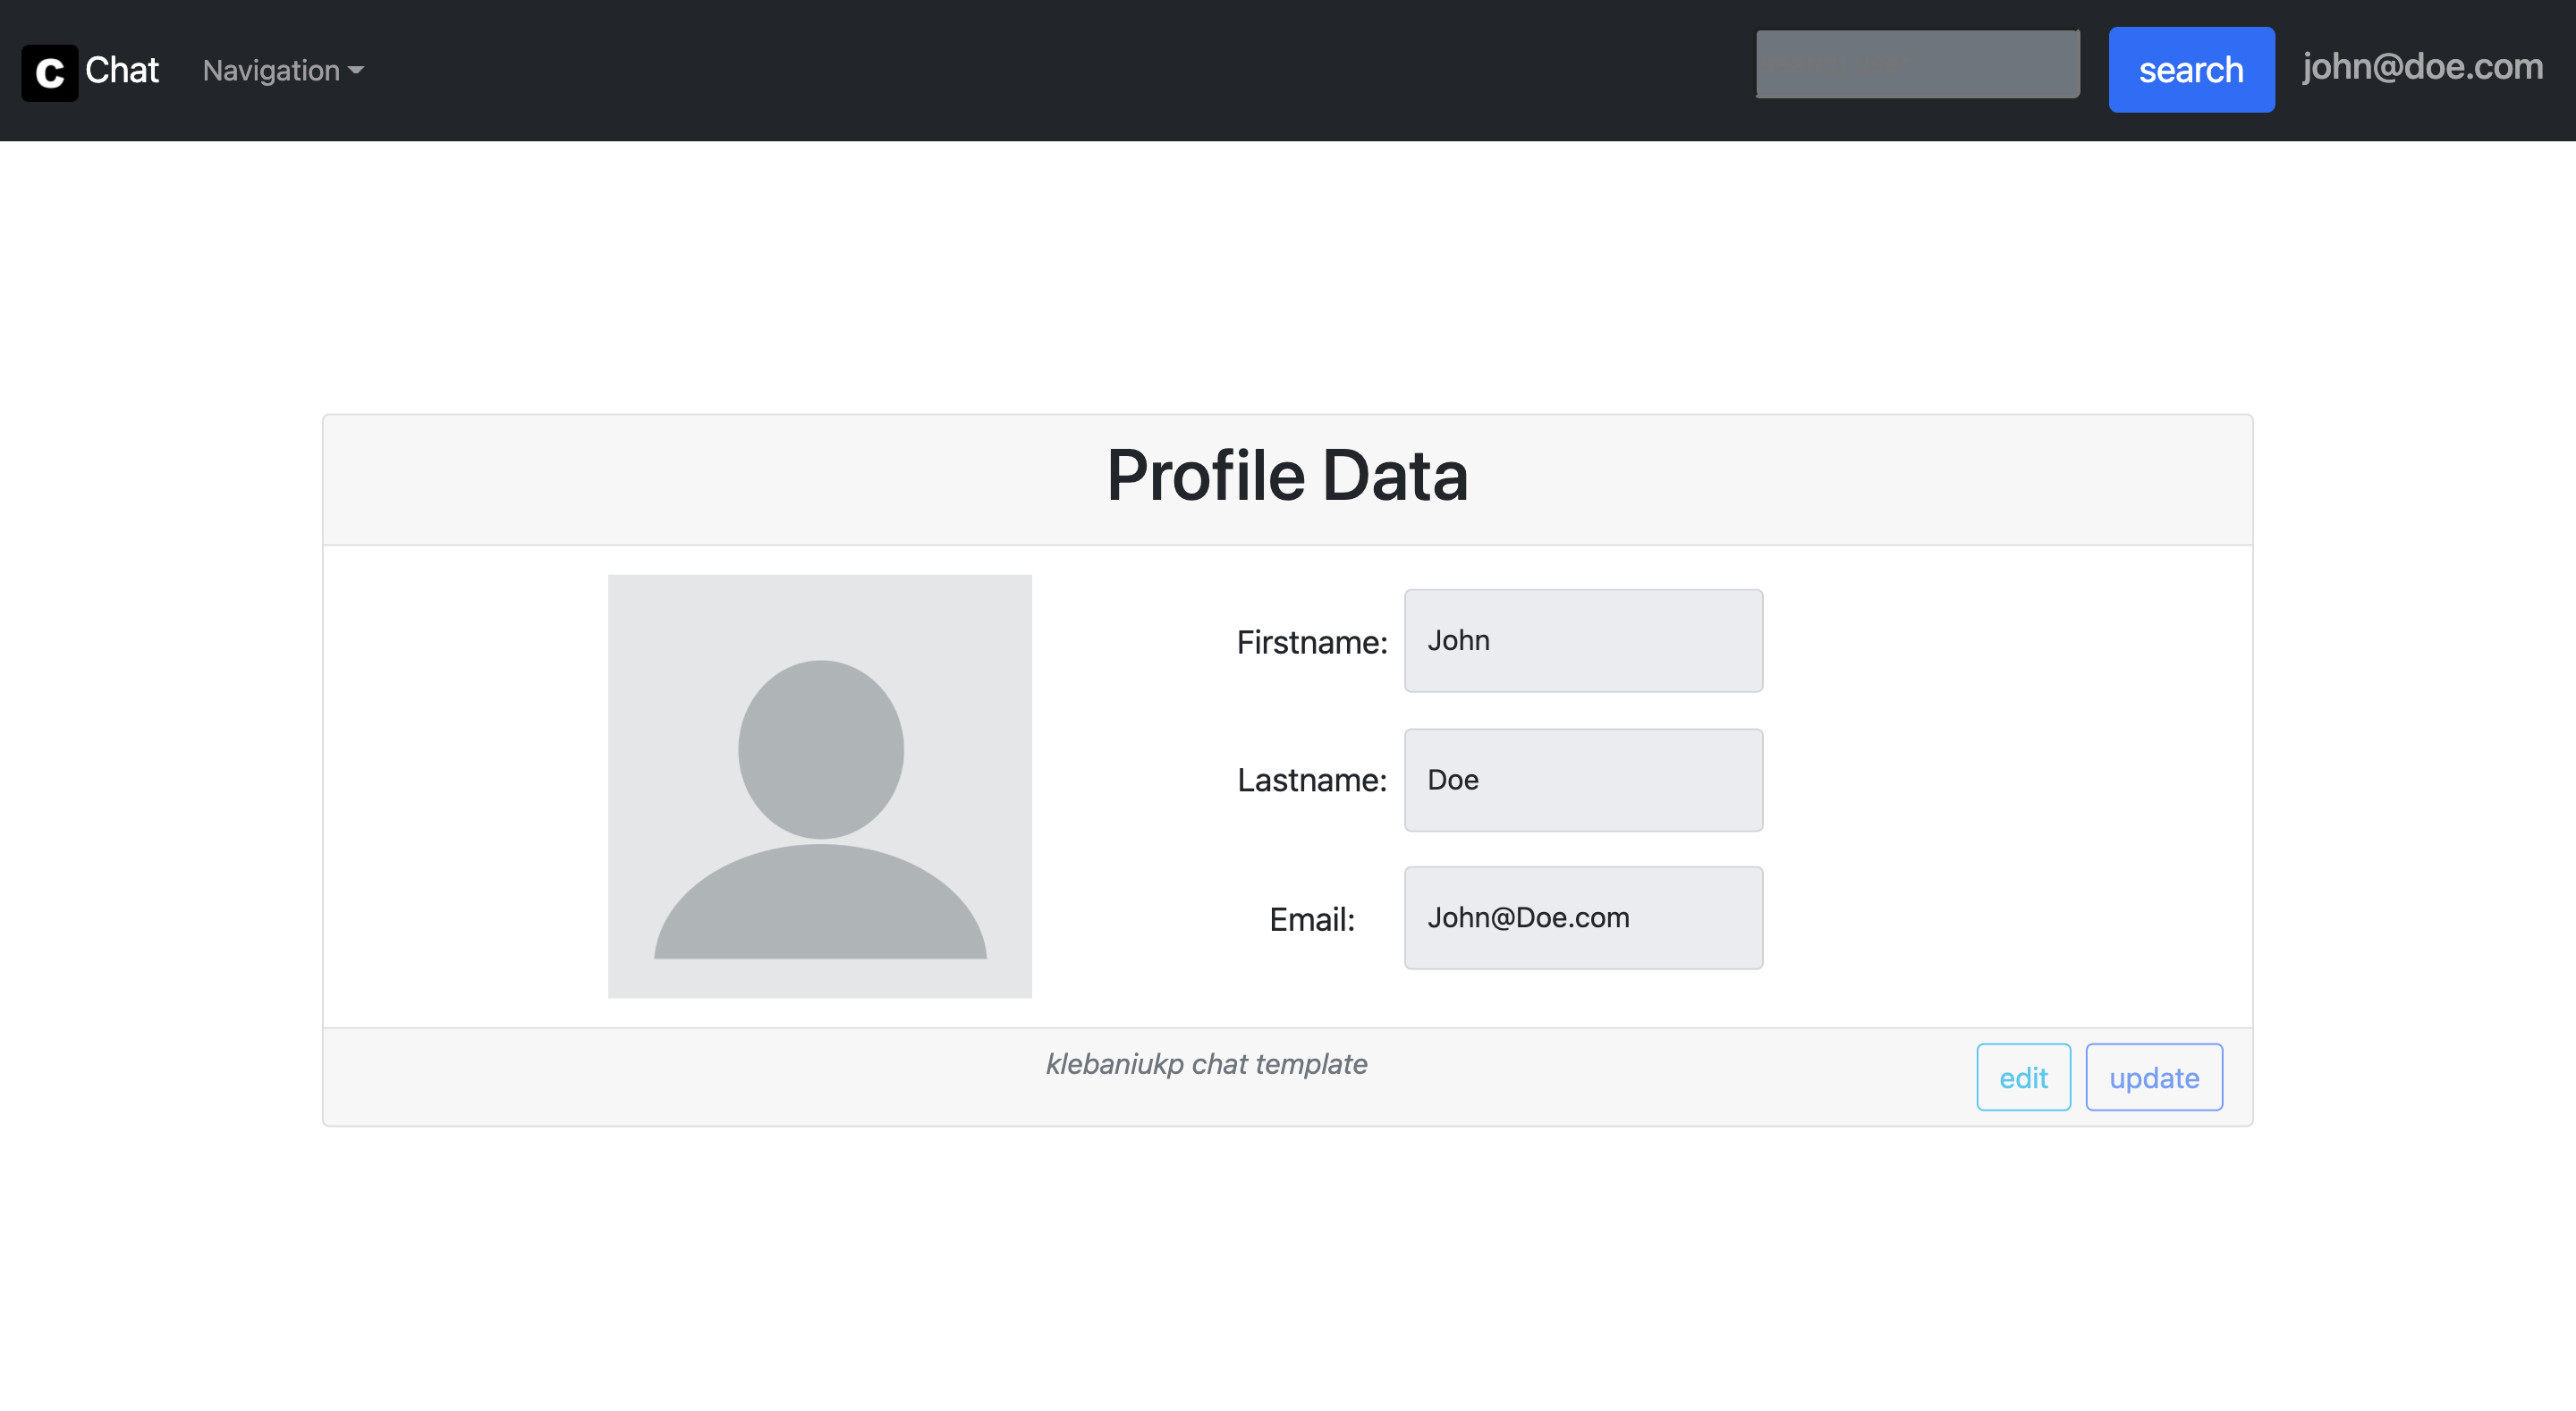 C Chat Navigation search john@doe.com
Profile Data
Firstname: John
Lastname: Doe
Email: John@Doe.com
klebaniukp chat template edit update